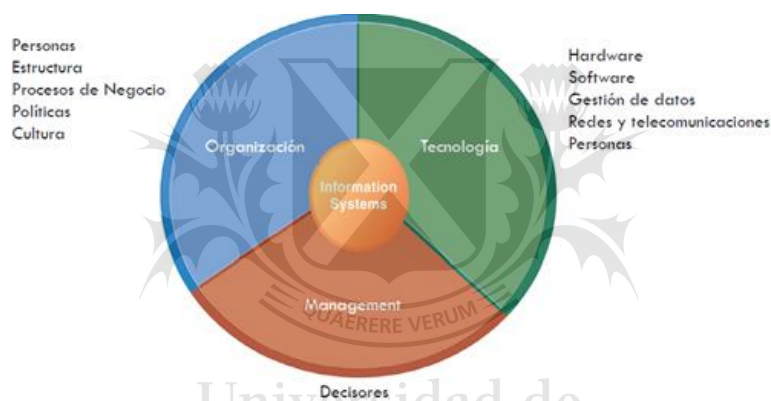 Personas
Estructura
Procesos de Negocio
Políticas
Cultura
Hardware
Software
Gestión de datos
Redes y telecomunicaciones
Personas
Organización
Tecnología
Information
Systems
Management
QUAERERE VERUM
Decisores
Universidad de